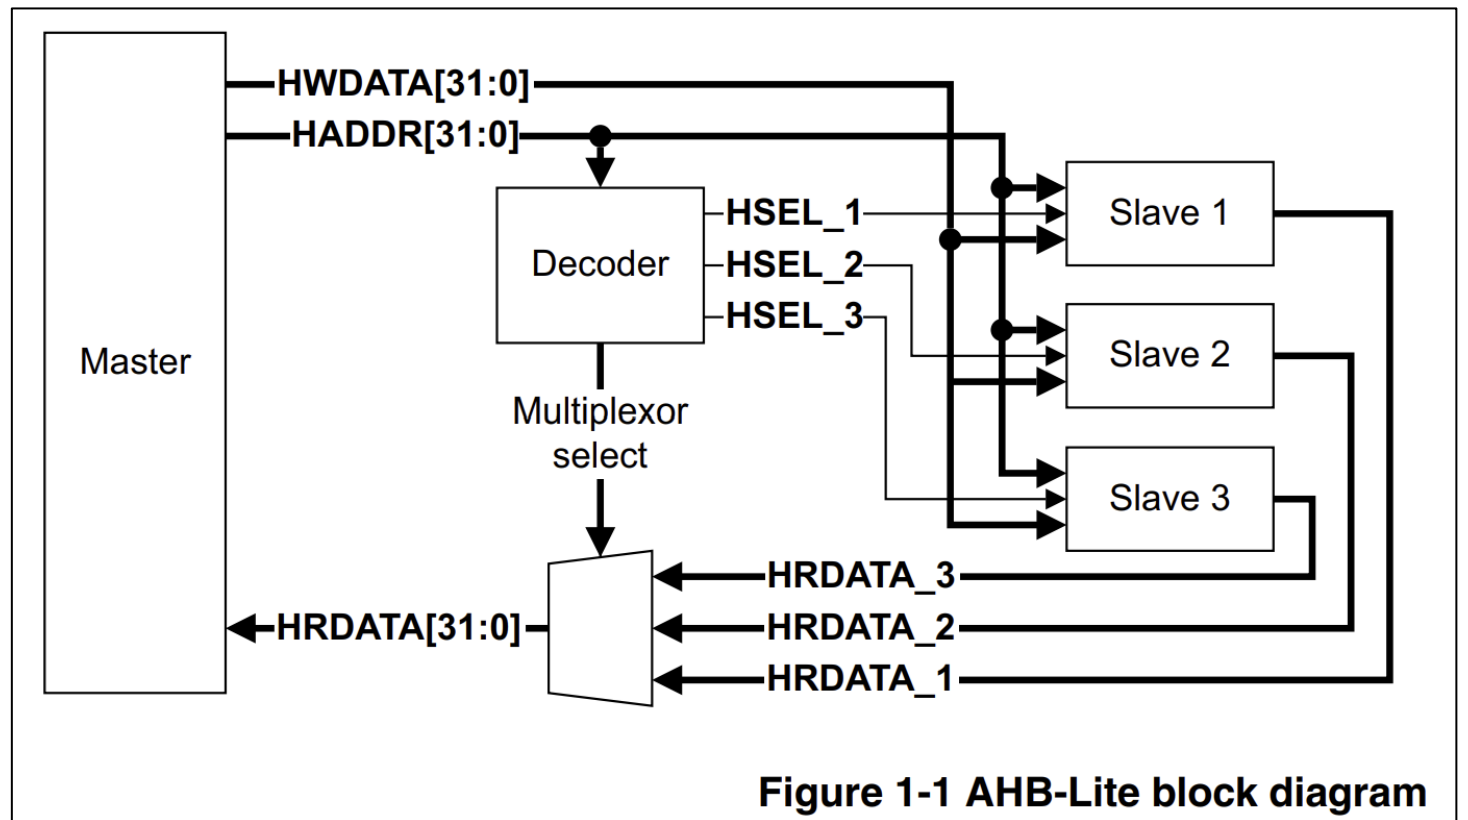 HWDATA[31:0]
HADDR[31:0]
HSEL_1
Slave 1
Decoder
HSEL_2
HSEL_3
Master
Slave 2
Multiplexor
select
Slave 3
HRDATA_3
HRDATA[31:0]
HRDATA_2
HRDATA_1
Figure 1-1 AHB-Lite block diagram